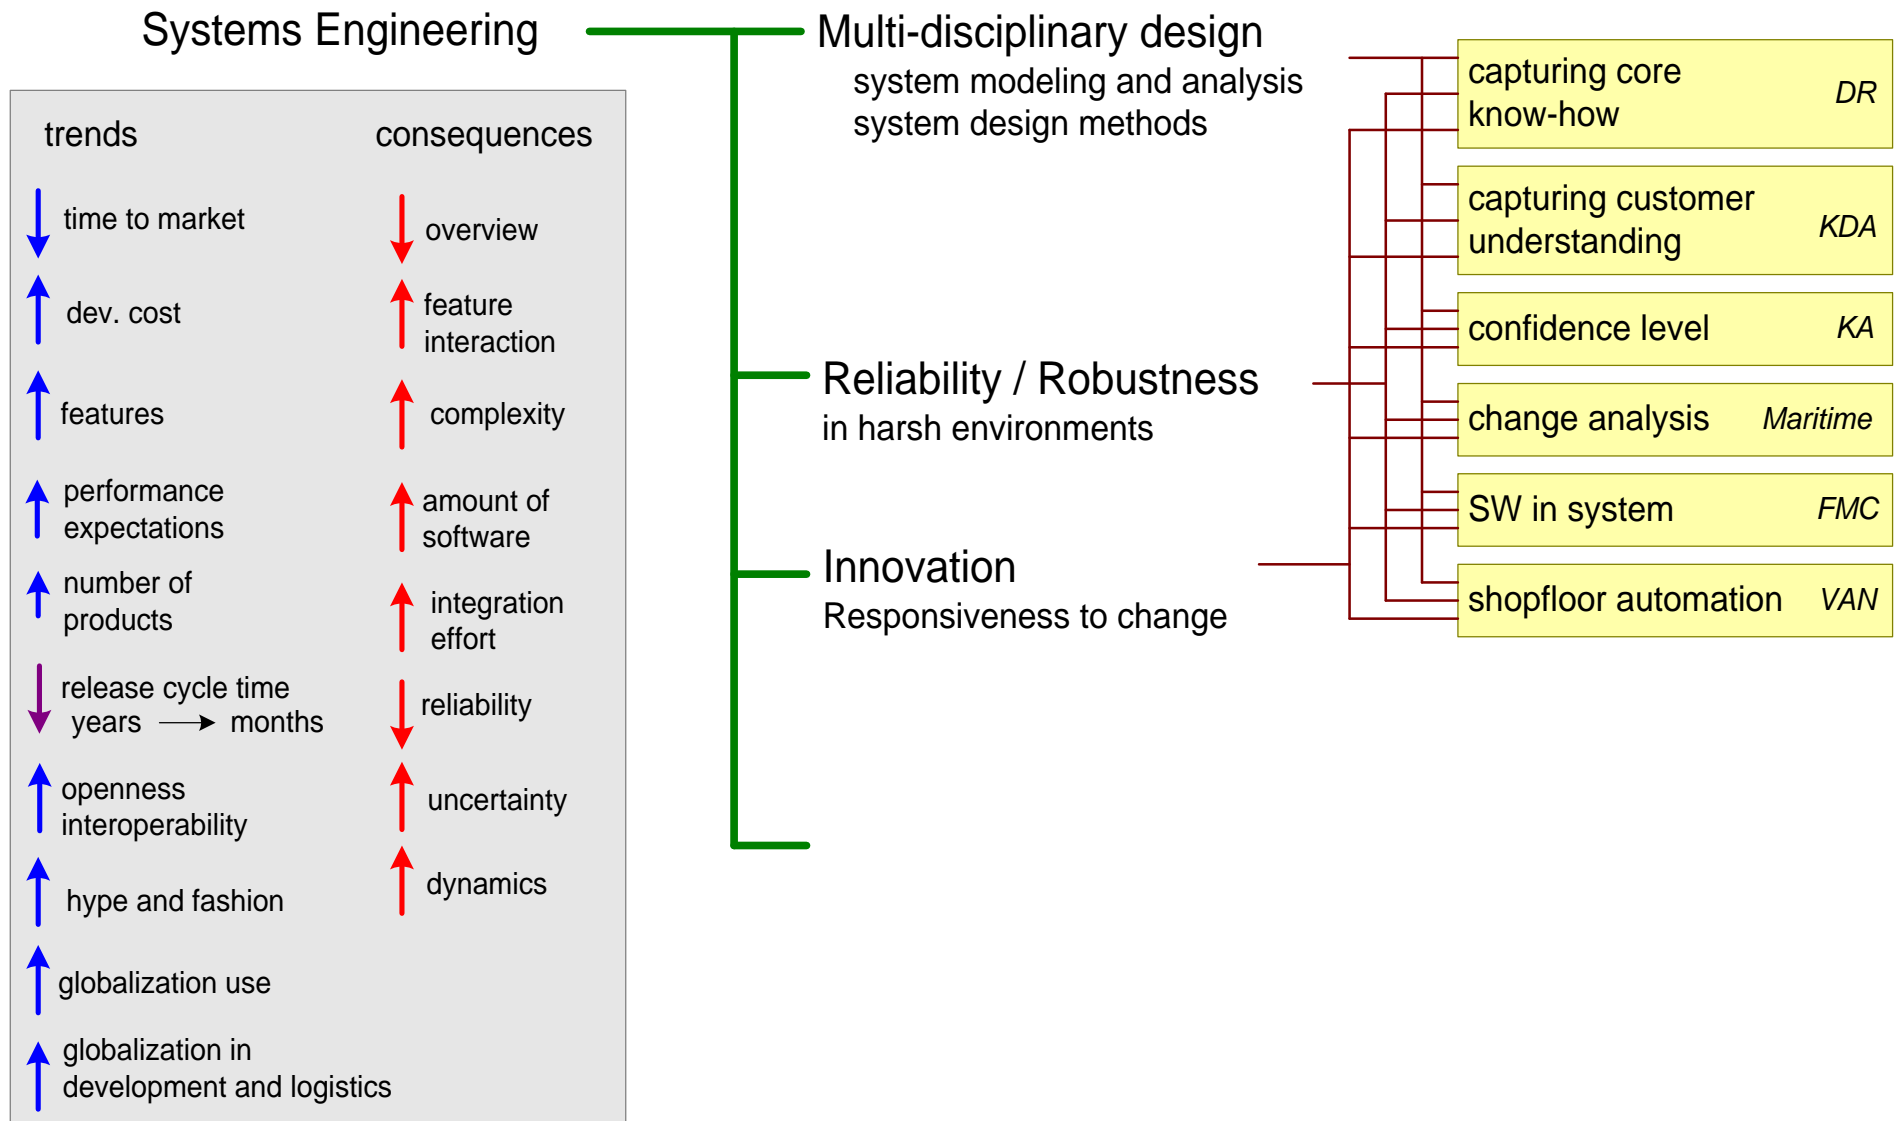 Systems Engineering
trends
consequences
time to market
dev. cost
features
performance
expectations
number of
products
release cycle time
years months
openness
interoperability
hype and fashion
globalization use
globalization in
development and logistics
overview
feature
interaction
complexity
amount of
software
integration
effort
reliability
uncertainty
dynamics
Multi-disciplinary design
system modeling and analysis
system design methods
Reliability / Robustness
in harsh environments
Innovation
Responsiveness to change
capturing core
know-how
DR
capturing customer
understanding
KDA
confidence level KA
change analysis Maritime
SW in system FMC
shopfloor automation VAN